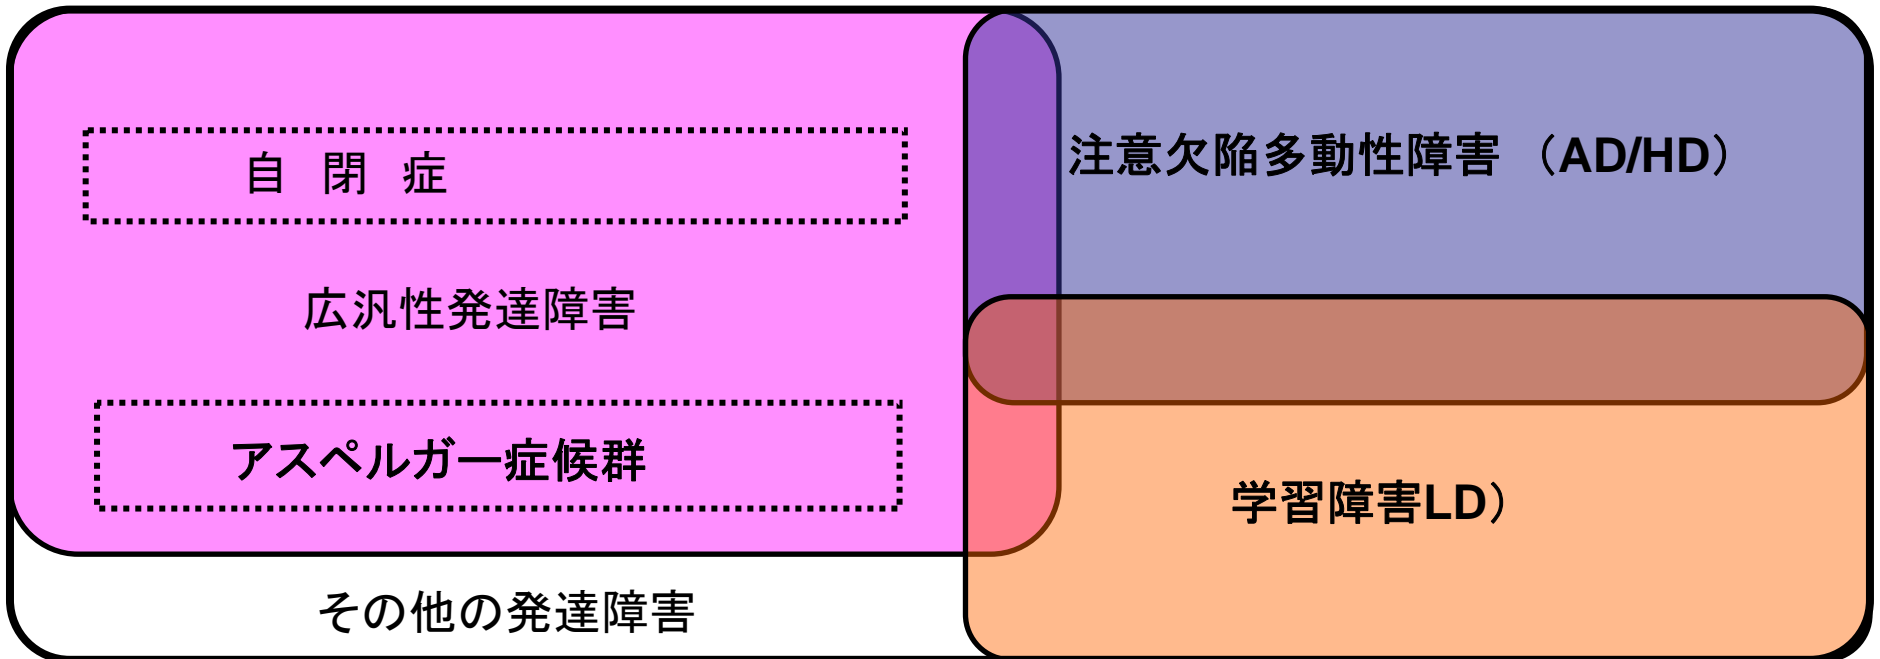 自　閉　症
注意欠陥多動性障害 （AD/HD）
広汎性発達障害
アスペルガー症候群
学習障害LD）
その他の発達障害